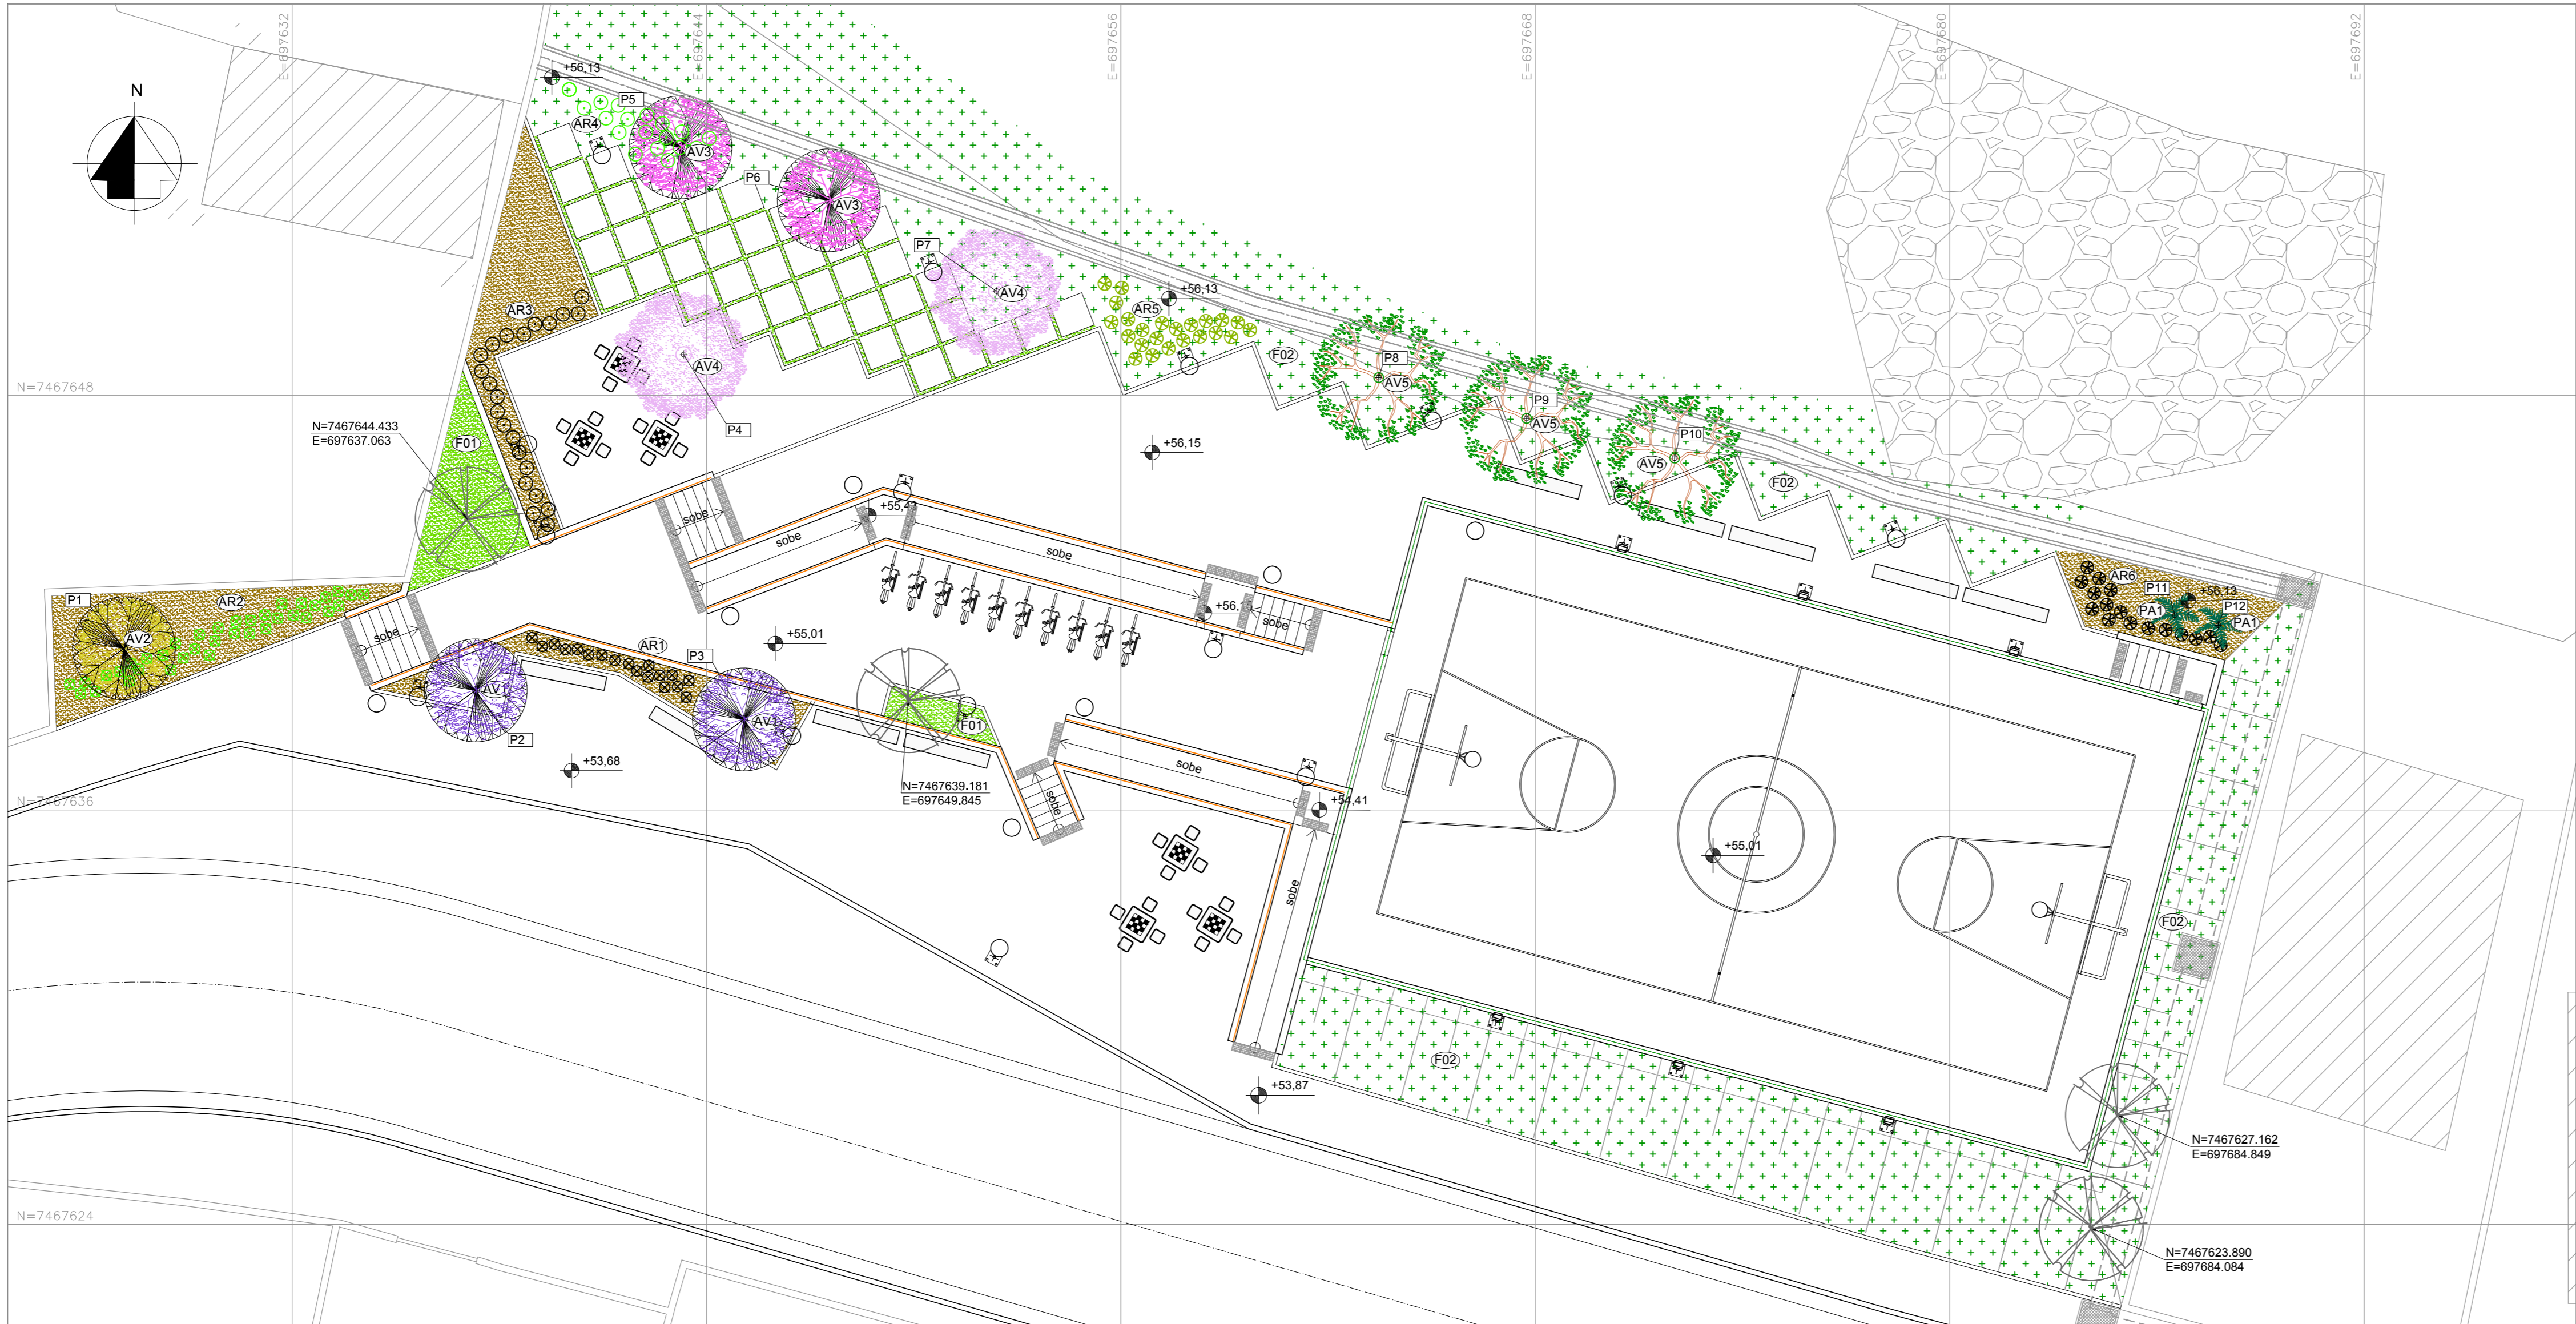 E=697632
E=697644
E=697656
E=697668
E=697680
E=697692
N
+56,13
P5
AR4
AV3
P6
AV3
P7
AV4
AR3
AR5
+56,13
F02
P8
AV5
AV4
P4
P9
AV5
P10
AV5
F02
N=7467648
N=7467644.433
E=697637.063
F01
+56,15
sobe
+55,43
sobe
sobe
sobe
P1
AR2
AV2
sobe
AR1
+55,01
P3
AV1
P2
AV1
F01
AR6
P11
+56,13
PA1
P12
PA1
+53,68
N=7467639.181
E=697649.845
sobe
sobe
+54,41
N=7467636
+55,01
sobe
F02
F02
+53,87
N=7467627.162
E=697684.849
N=7467624
N=7467623.890
E=697684.084